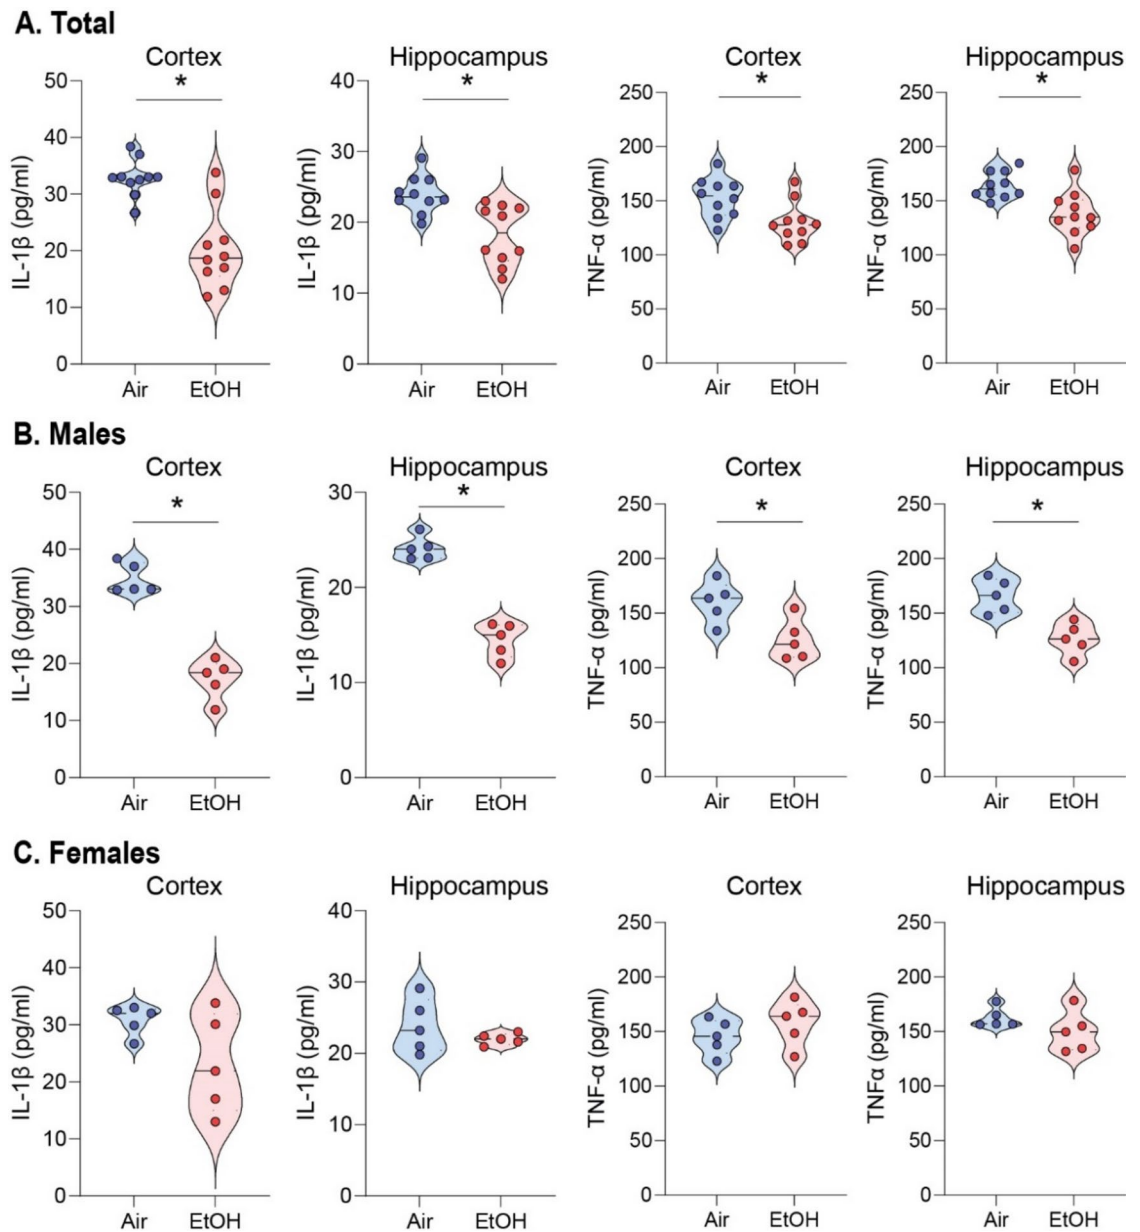 A. Total
Cortex
Hippocampus
Cortex
Hippocampus
*
*
*
*
IL-1β (pg/ml)
50
40
30
20
10
0
Air
EtOH
IL-1β (pg/ml)
40
30
20
10
0
Air
EtOH
TNF-α (pg/ml)
250
200
150
100
50
0
Air
EtOH
TNF-α (pg/ml)
250
200
150
100
50
0
Air
EtOH
B. Males
Cortex
Hippocampus
Cortex
Hippocampus
*
*
*
*
IL-1β (pg/ml)
50
40
30
20
10
0
Air
EtOH
IL-1β (pg/ml)
30
20
10
0
Air
EtOH
TNF-α (pg/ml)
250
200
150
100
50
0
Air
EtOH
TNF-α (pg/ml)
250
200
150
100
50
0
Air
EtOH
C. Females
Cortex
Hippocampus
Cortex
Hippocampus
IL-1β (pg/ml)
50
40
30
20
10
0
Air
EtOH
IL-1β (pg/ml)
40
30
20
10
0
Air
EtOH
TNF-α (pg/ml)
250
200
150
100
50
0
Air
EtOH
TNFα (pg/ml)
250
200
150
100
50
0
Air
EtOH